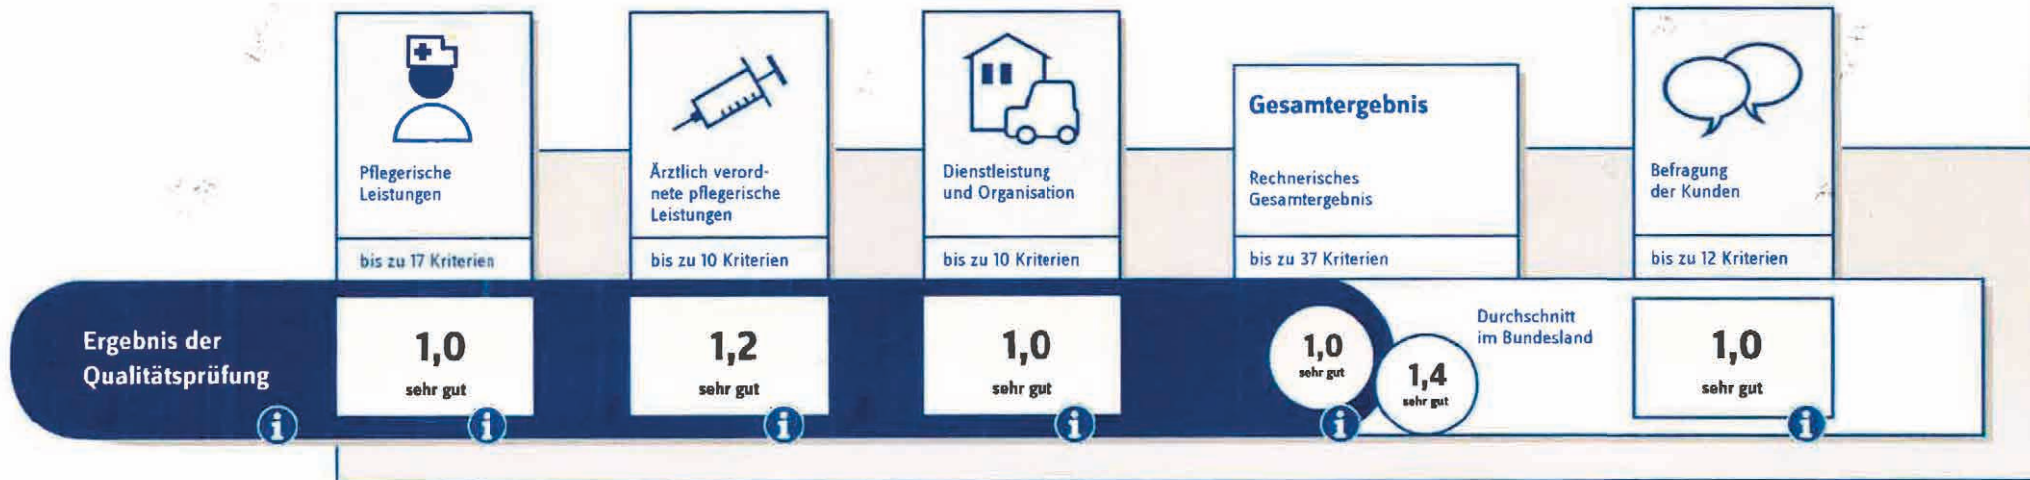 Pflegerische
Leistungen
bis zu 17 Kriterien
Ärztlich verord-
nete pflegerische
Leistungen
bis zu 10 Kriterien
Dienstleistung
und Organisation
bis zu 10 Kriterien
Gesamtergebnis
Rechnerisches
Gesamtergebnis
bis zu 37 Kriterien
Befragung
der Kunden
bis zu 12 Kriterien
Ergebnis der
Qualitätsprüfung
i
1,0
sehr gut
i
1,2
sehr gut
i
1,0
sehr gut
i
1,0
sehr gut
i
1,4
sehr gut
Durchschnitt
im Bundesland
1,0
sehr gut
i